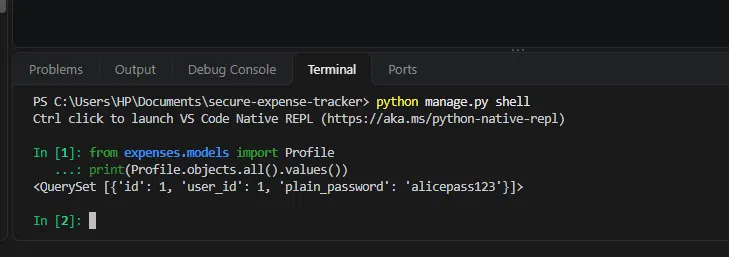 Problems Output Debug Console Terminal Ports
PS C:\Users\HP\Documents\secure-expense-tracker> python manage.py shell
Ctrl click to launch VS Code Native REPL (https://aka.ms/python-native-repl)
In [1]: from expenses.models import Profile
   ...: print(Profile.objects.all().values())
<QuerySet [{'id': 1, 'user_id': 1, 'plain_password': 'alicepass123'}]>
In [2]: